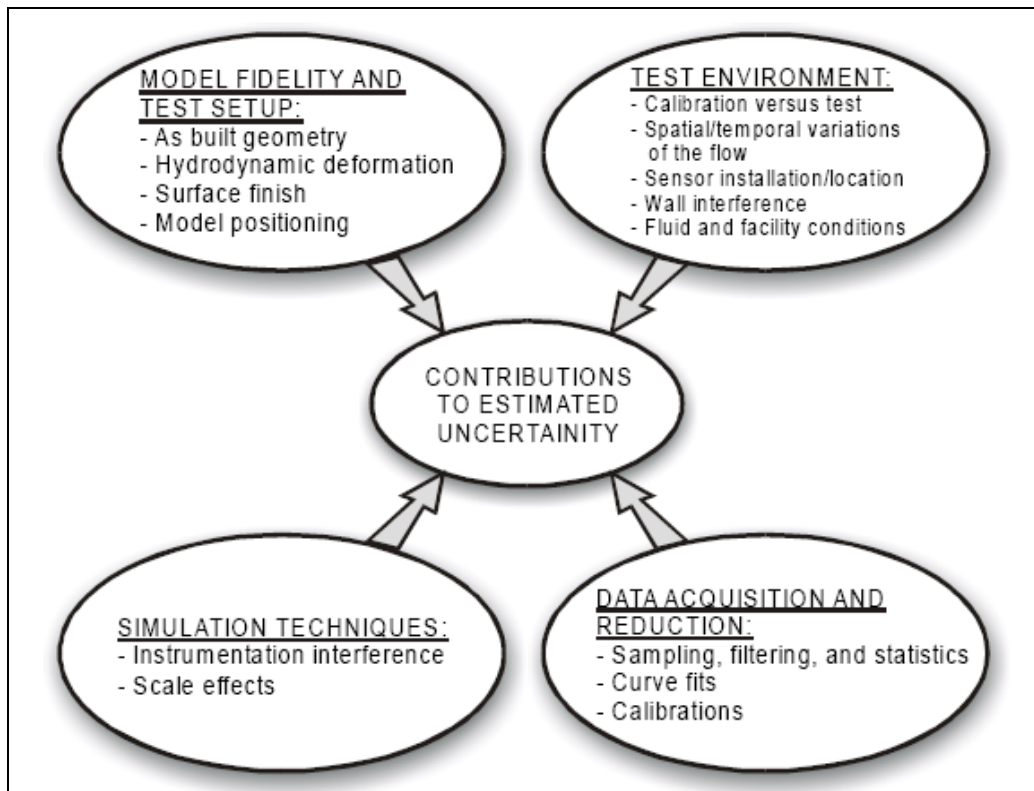 MODEL FIDELITY AND
TEST SETUP:
- As built geometry
- Hydrodynamic deformation
- Surface finish
- Model positioning
TEST ENVIRONMENT:
- Calibration versus test
- Spatial/temporal variations
of the flow
- Sensor installation/location
- Wall interference
- Fluid and facility conditions
CONTRIBUTIONS
TO ESTIMATED
UNCERTAINITY
SIMULATION TECHNIQUES:
- Instrumentation interference
- Scale effects
DATA ACQUISITION AND
REDUCTION:
- Sampling, filtering, and statistics
- Curve fits
- Calibrations